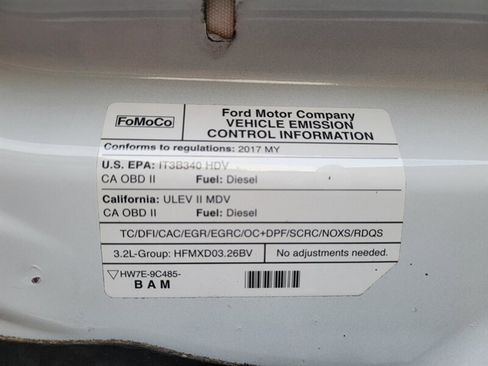 FoMoCo
Ford Motor Company
VEHICLE EMISSION
CONTROL INFORMATION
Conforms to regulations: 2017 MY
U.S. EPA: IT3B340 HDV
CA OBD II Fuel: Diesel
California: ULEV II MDV
CA OBD II Fuel: Diesel
TC/DFI/CAC/EGR/EGRC/OC+DPF/SCRC/NOXS/RDQS
3.2L-Group: HFMXD03.26BV No adjustments needed.
HW7E-9C485-
BAM